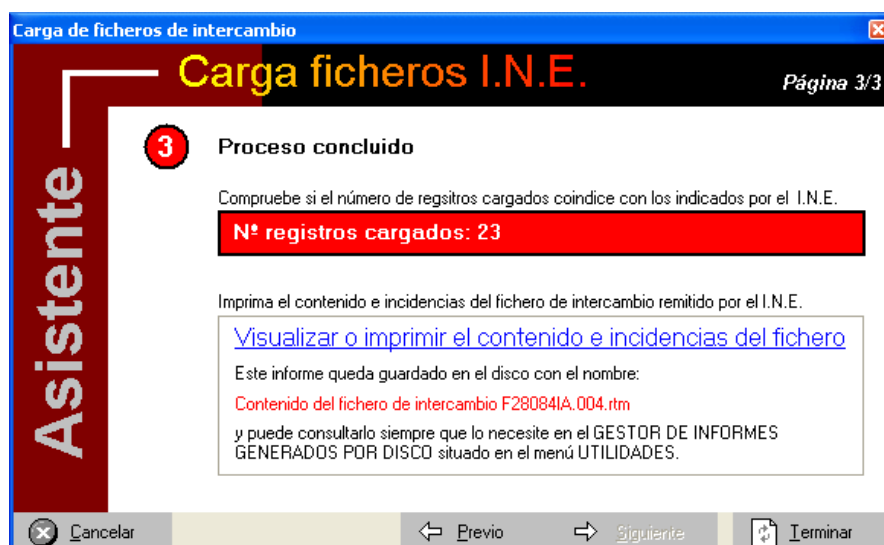 Carga de ficheros de intercambio
Carga ficheros I.N.E.
Página 3/3
Asistente
3
Proceso concluido
Compruebe si el número de regsitros cargados coindice con los indicados por el I.N.E.
Nº registros cargados: 23
Imprima el contenido e incidencias del fichero de intercambio remitido por el I.N.E.
Visualizar o imprimir el contenido e incidencias del fichero
Este informe queda guardado en el disco con el nombre:
Contenido del fichero de intercambio F28084IA.004.rtm
y puede consultarlo siempre que lo necesite en el GESTOR DE INFORMES
GENERADOS POR DISCO situado en el menú UTILIDADES.
Cancelar
Previo
Siguiente
Terminar